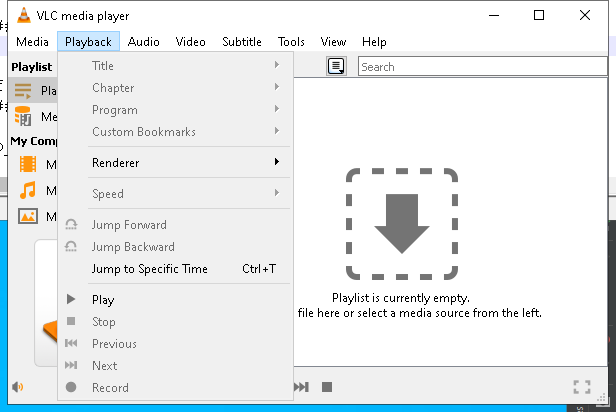 VLC media player
Media Playback Audio Video Subtitle Tools View Help
Playlist
Search
Pla
Me
My Comp
M
M
M
Title
Chapter
Program
Custom Bookmarks
Renderer
Speed
Jump Forward
Jump Backward
Jump to Specific Time Ctrl+T
Play
Stop
Previous
Next
Record
Playlist is currently empty.
file here or select a media source from the left.